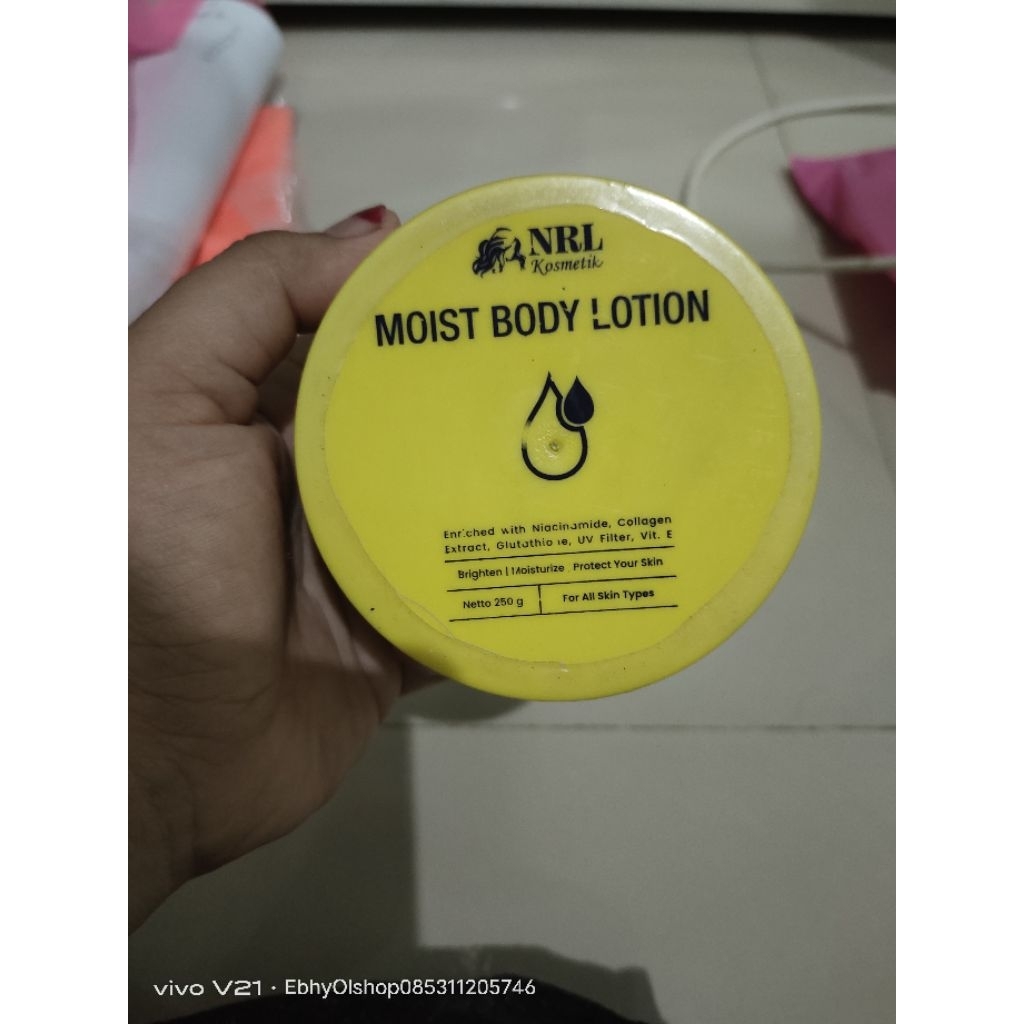 NRL
Kosmetik
MOIST BODY LOTION
Enriched with Niacinamide, Collagen
Extract, Glutathione, UV Filter, Vit. E
Brighten | Moisturize Protect Your Skin
Netto 250 g
For All Skin Types
vivo V21 · EbhyOlshop085311205746